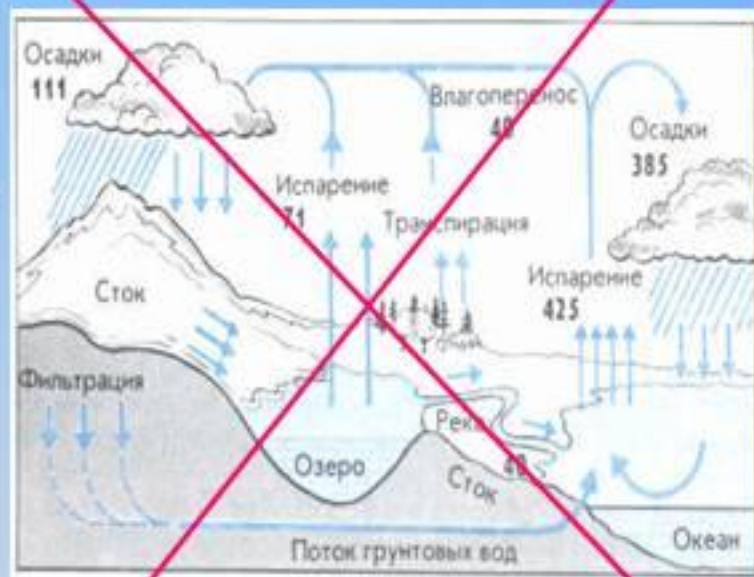 Осадки
111
Влагоперенос
40
Осадки
385
Испарение
71
Транспирация
Испарение
425
Сток
Фильтрация
Река
Озеро
Сток
40
Поток грунтовых вод
Океан